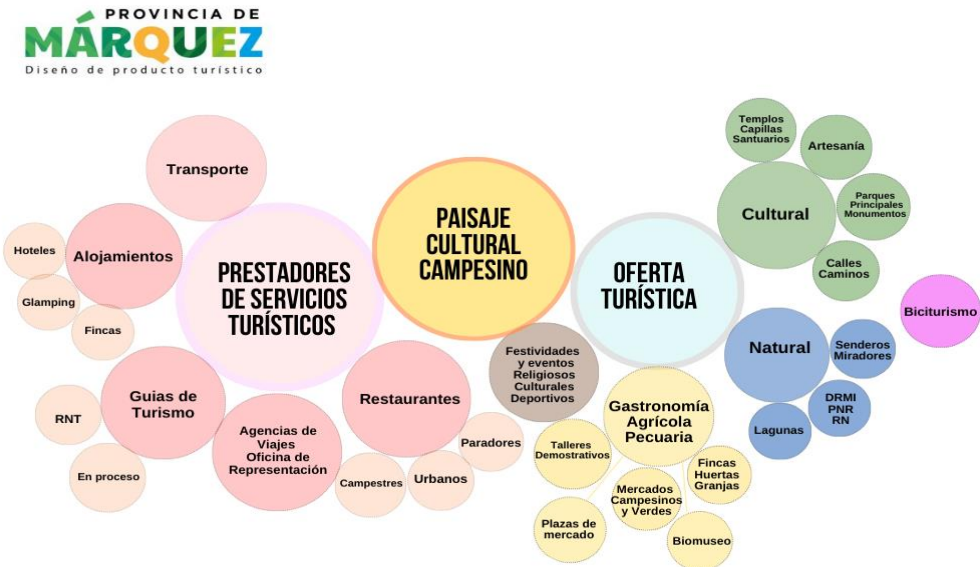 PROVINCIA DE
MÁRQUEZ
Diseño de producto turístico
Transporte
Alojamientos
Hoteles
Glamping
Fincas
PRESTADORES
DE SERVICIOS
TURÍSTICOS
Guias de
Turismo
RNT
En proceso
Agencias de
Viajes
Oficina de
Representación
Restaurantes
Campestres
Urbanos
Paradores
PAISAJE
CULTURAL
CAMPESINO
OFERTA
TURÍSTICA
Festividades
y eventos
Religiosos
Culturales
Deportivos
Gastronomía
Agrícola
Pecuaria
Talleres
Demostrativos
Plazas de
mercado
Mercados
Campesinos
y Verdes
Fincas
Huertas
Granjas
Biomuseo
Cultural
Templos
Capillas
Santuarios
Artesanía
Parques
Principales
Monumentos
Calles
Caminos
Natural
Senderos
Miradores
DRMI
PNR
RN
Lagunas
Biciturismo